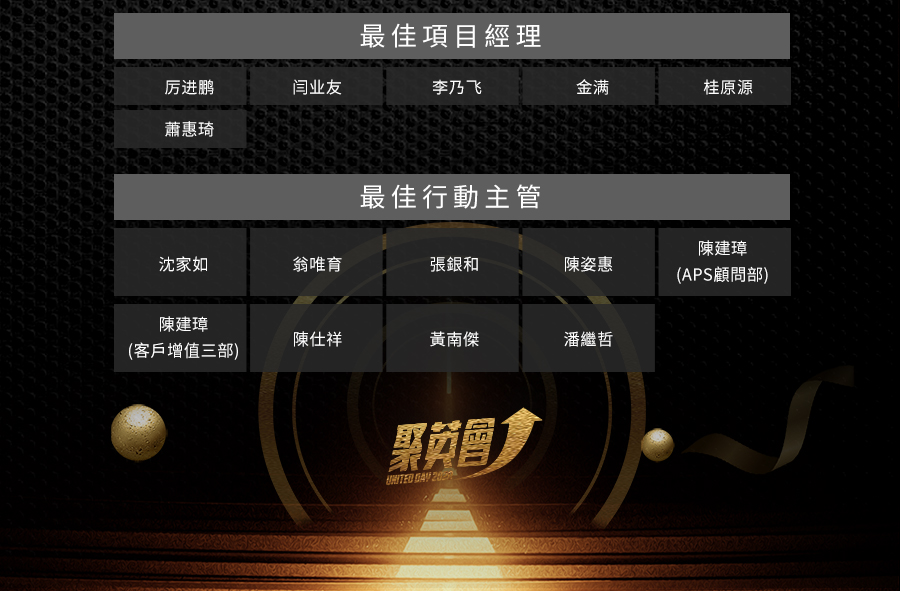 最佳項目經理
厉进鹏 闫业友 李乃飞 金满 桂原源
蕭惠琦
最佳行動主管
沈家如 翁唯育 張銀和 陳姿惠 陳建璋
(APS顧問部)
陳建璋 陳仕祥 黃南傑 潘繼哲
(客戶增值三部)
聚英會
UNITED DAY